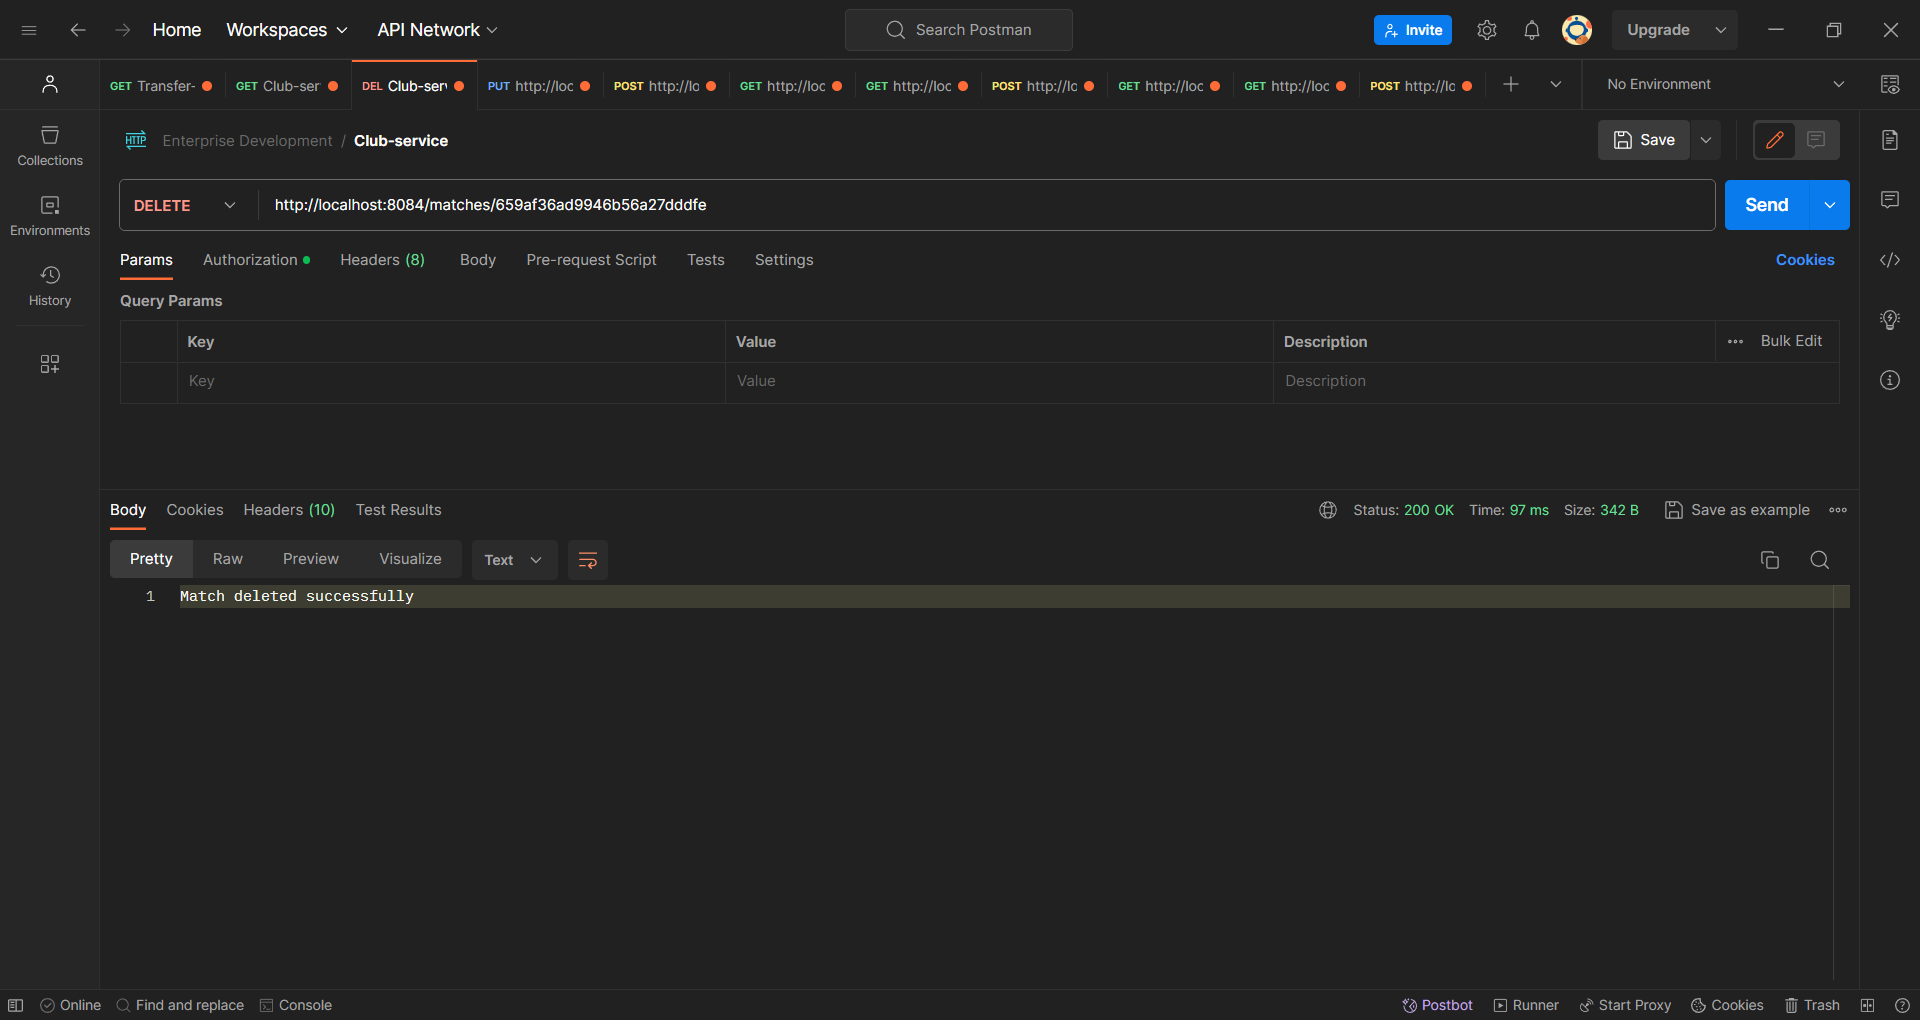 Home Workspaces API Network Search Postman Invite Upgrade
GET Transfer- GET Club-ser DEL Club-serv PUT http://loc POST http://lo GET http://loc GET http://loc POST http://lo GET http://loc GET http://loc POST http://lo No Environment
HTTP Enterprise Development / Club-service Save
Collections
DELETE http://localhost:8084/matches/659af36ad9946b56a27dddfe Send
Environments
Params Authorization Headers (8) Body Pre-request Script Tests Settings Cookies
History
Query Params
Key Value Description Bulk Edit
Key Value Description
Body Cookies Headers (10) Test Results Status: 200 OK Time: 97 ms Size: 342 B Save as example
Pretty Raw Preview Visualize Text
1 Match deleted successfully
Online Find and replace Console Postbot Runner Start Proxy Cookies Trash